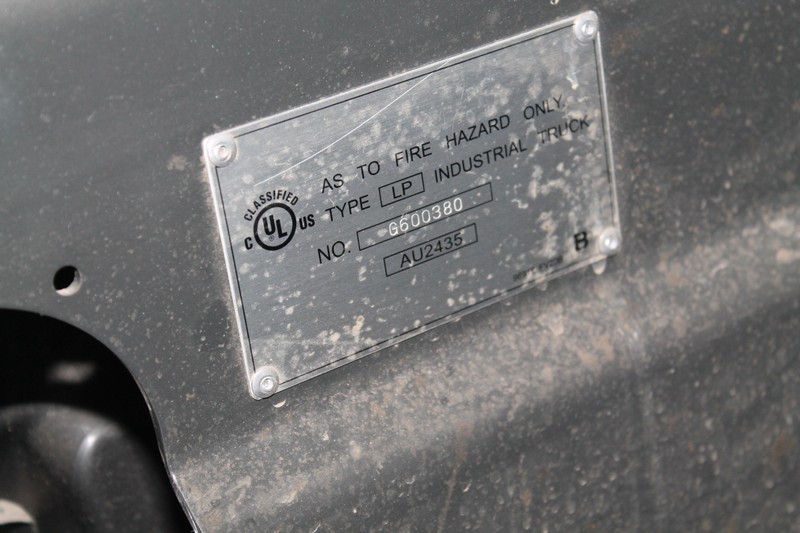 AS TO FIRE HAZARD ONLY.
CLASSIFIED
C UL US
TYPE LP INDUSTRIAL TRUCK
NO. G600380
AU2435
B